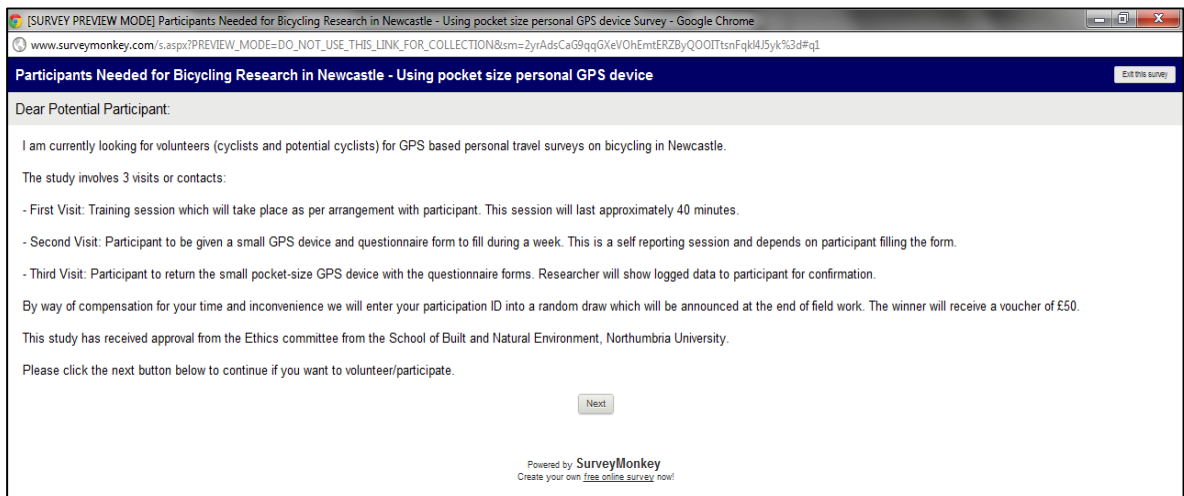 [SURVEY PREVIEW MODE] Participants Needed for Bicycling Research in Newcastle - Using pocket size personal GPS device Survey - Google Chrome
www.surveymonkey.com/s.aspx?PREVIEW_MODE=DO_NOT_USE_THIS_LINK_FOR_COLLECTION&sm=2yrAdsCaG9qqGXeVOhEmtERZByQOOITtsnFqkl4J5yk%3d#q1
Participants Needed for Bicycling Research in Newcastle - Using pocket size personal GPS device
Exit this survey
Dear Potential Participant:
I am currently looking for volunteers (cyclists and potential cyclists) for GPS based personal travel surveys on bicycling in Newcastle.
The study involves 3 visits or contacts:
- First Visit: Training session which will take place as per arrangement with participant. This session will last approximately 40 minutes.
- Second Visit: Participant to be given a small GPS device and questionnaire form to fill during a week. This is a self reporting session and depends on participant filling the form.
- Third Visit: Participant to return the small pocket-size GPS device with the questionnaire forms. Researcher will show logged data to participant for confirmation.
By way of compensation for your time and inconvenience we will enter your participation ID into a random draw which will be announced at the end of field work. The winner will receive a voucher of £50.
This study has received approval from the Ethics committee from the School of Built and Natural Environment, Northumbria University.
Please click the next button below to continue if you want to volunteer/participate.
Next
Powered by SurveyMonkey
Create your own free online survey now!